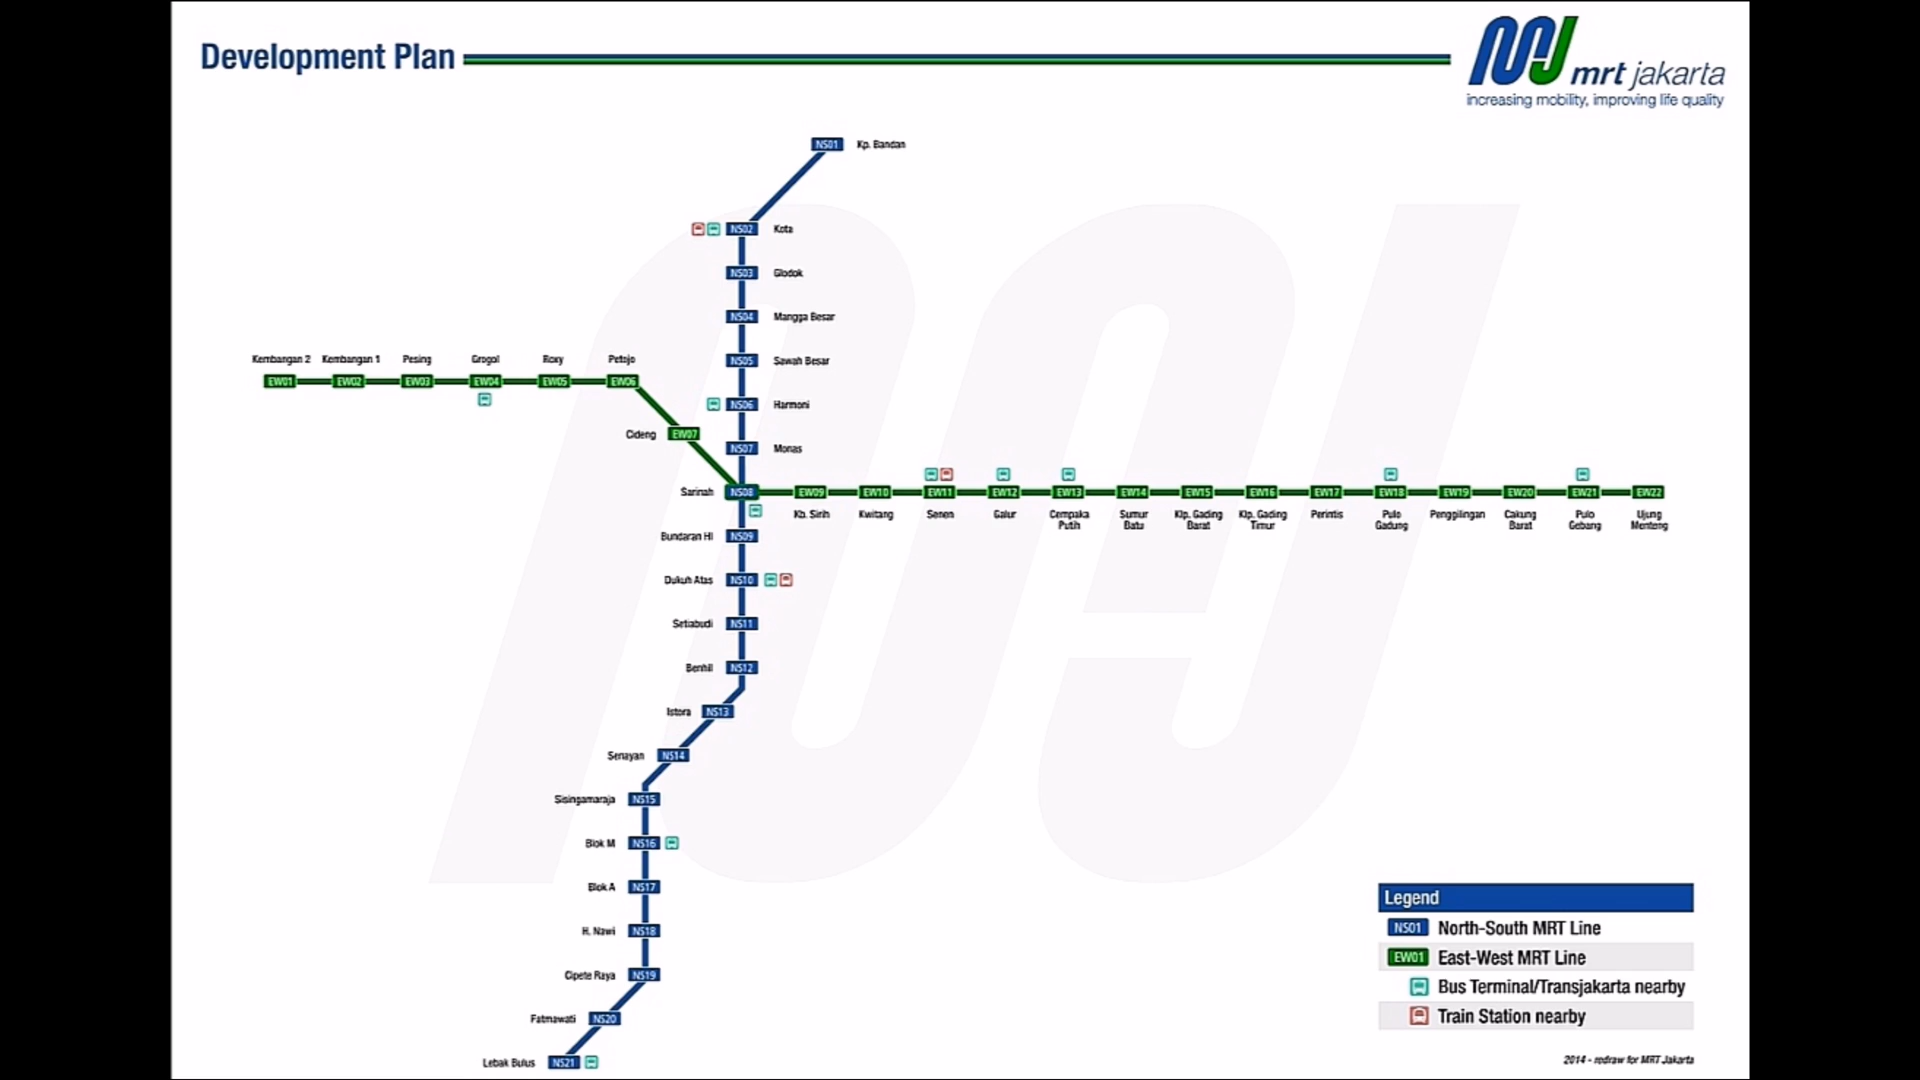 Development Plan
mrt jakarta
increasing mobility, improving life quality
NS01 Kp. Bandan
NS02 Kota
NS03 Glodok
NS04 Mangga Besar
NS05 Sawah Besar
Kembangan 2 Kembangan 1 Pesing Grogol Roxy Petojo
EW01 EW02 EW03 EW04 EW05 EW06
NS06 Harmoni
Cideng EW07
NS07 Monas
Sarinah NS08 EW09 EW10 EW11 EW12 EW13 EW14 EW15 EW16 EW17 EW18 EW19 EW20 EW21 EW22
Kb. Sirih Kwitang Senen Galur Cempaka Putih Sumur Batu Klp. Gading Barat Klp. Gading Timur Perintis Pulo Gadung Penggilingan Cakung Barat Pulo Gebang Ujung Menteng
Bundaran HI NS09
Dukuh Atas NS10
Setiabudi NS11
Benhil NS12
Istora NS13
Senayan NS14
Sisingamaraja NS15
Blok M NS16
Blok A NS17
H. Nawi NS18
Cipete Raya NS19
Fatmawati NS20
Lebak Bulus NS21
Legend
NS01 North-South MRT Line
EW01 East-West MRT Line
Bus Terminal/Transjakarta nearby
Train Station nearby
2014 - redraw for MRT Jakarta